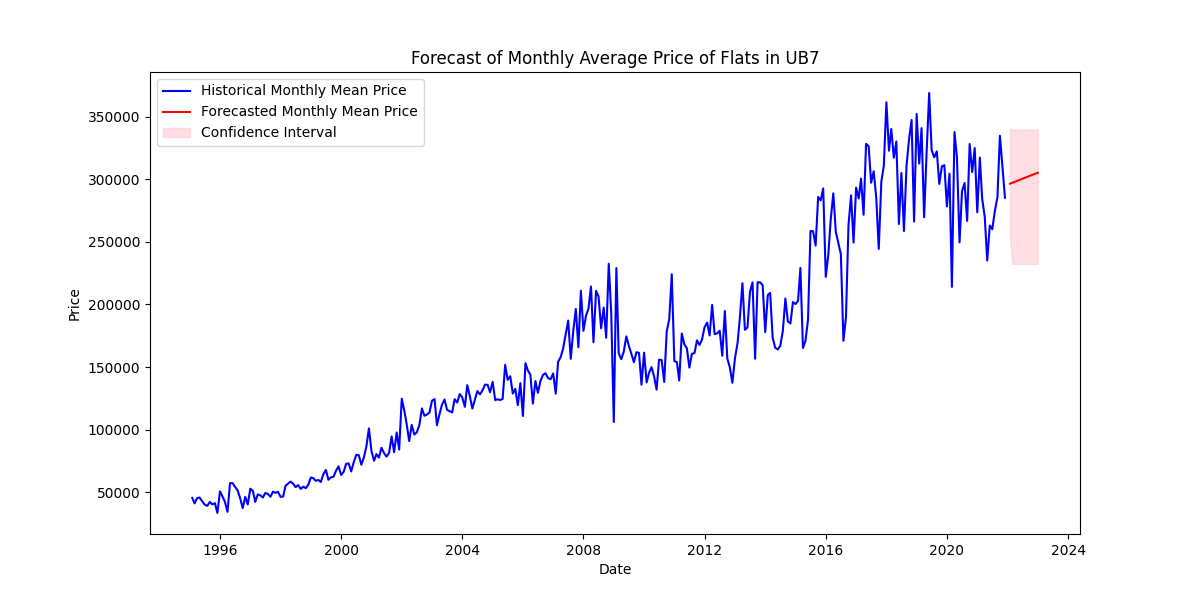 Forecast of Monthly Average Price of Flats in UB7
Historical Monthly Mean Price
Forecasted Monthly Mean Price
Confidence Interval
350000
300000
250000
200000
150000
100000
50000
Price
1996 2000 2004 2008 2012 2016 2020 2024
Date